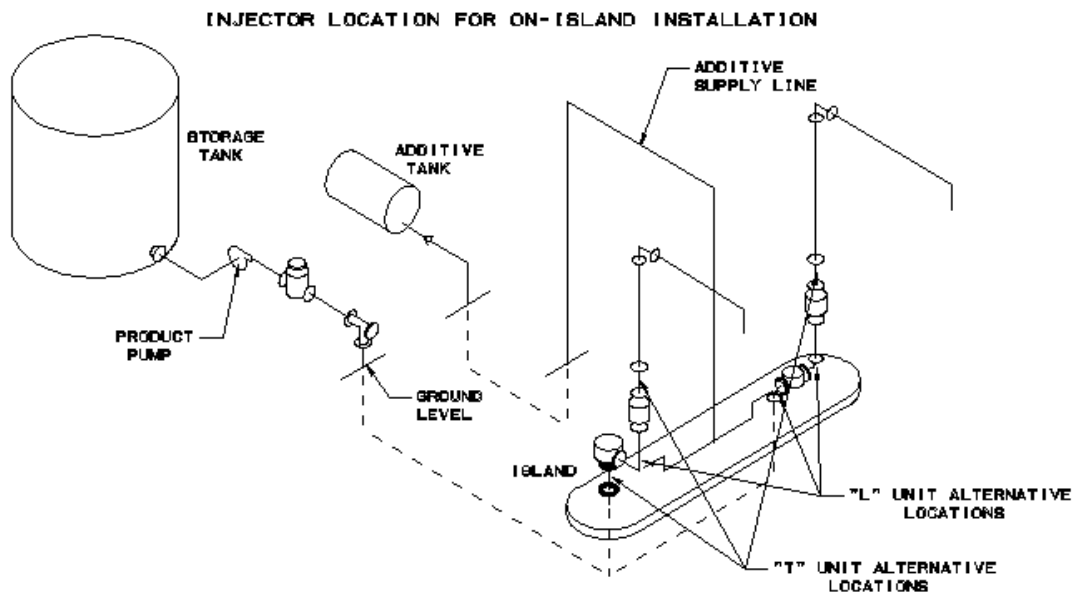 INJECTOR LOCATION FOR ON-ISLAND INSTALLATION
ADDITIVE
SUPPLY LINE
STORAGE
TANK
ADDITIVE
TANK
PRODUCT
PUMP
GROUND
LEVEL
ISLAND
"L" UNIT ALTERNATIVE
LOCATIONS
"T" UNIT ALTERNATIVE
LOCATIONS